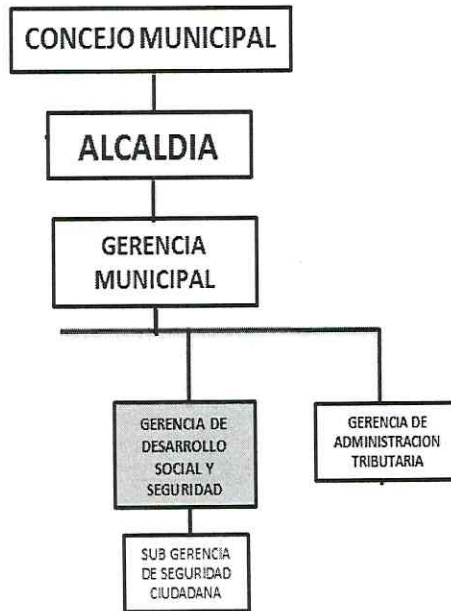 CONCEJO MUNICIPAL
ALCALDIA
GERENCIA
MUNICIPAL
GERENCIA DE
DESARROLLO
SOCIAL Y
SEGURIDAD
GERENCIA DE
ADMINISTRACION
TRIBUTARIA
SUB GERENCIA
DE SEGURIDAD
CIUDADANA